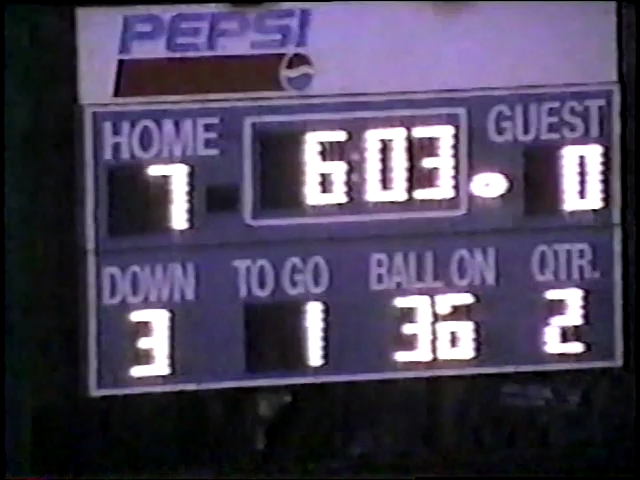 PEPSI
HOME 6:03 GUEST
7 0
DOWN TO GO BALL ON QTR.
3 1 36 2